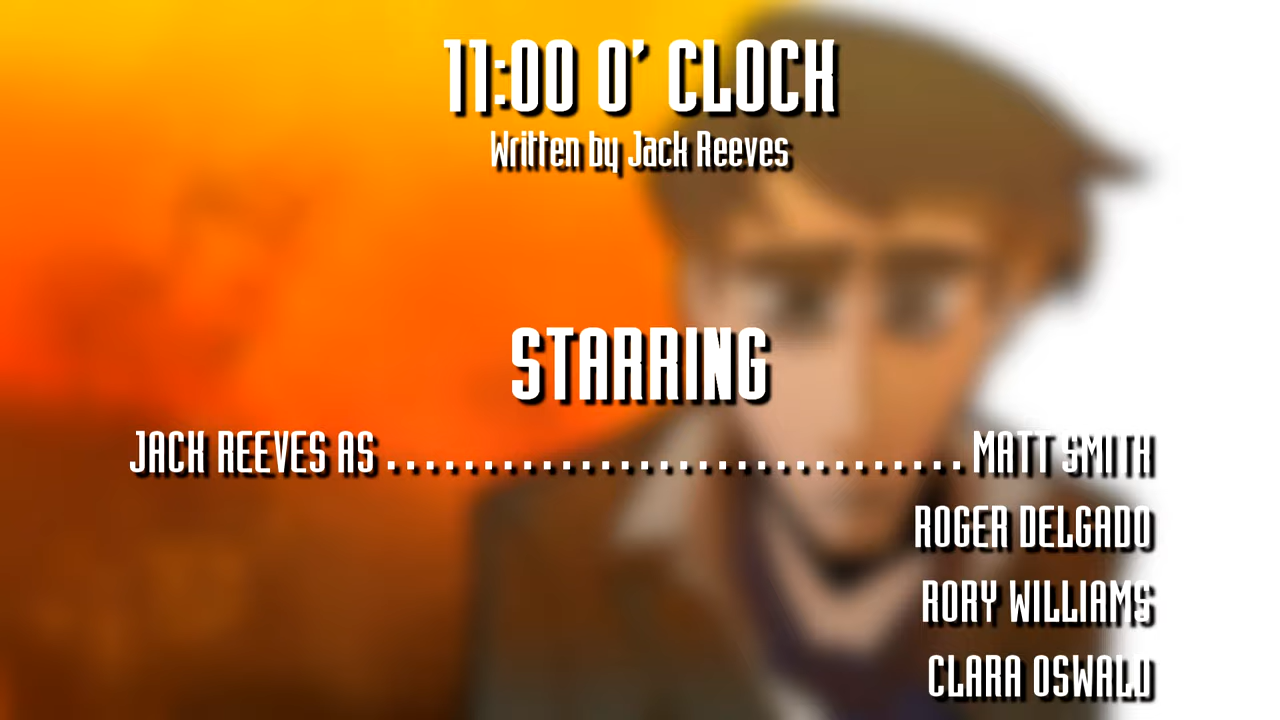 11:00 O' CLOCK
Written by Jack Reeves
STARRING
JACK REEVES AS .............................. MATT SMITH
ROGER DELGADO
RORY WILLIAMS
CLARA OSWALD